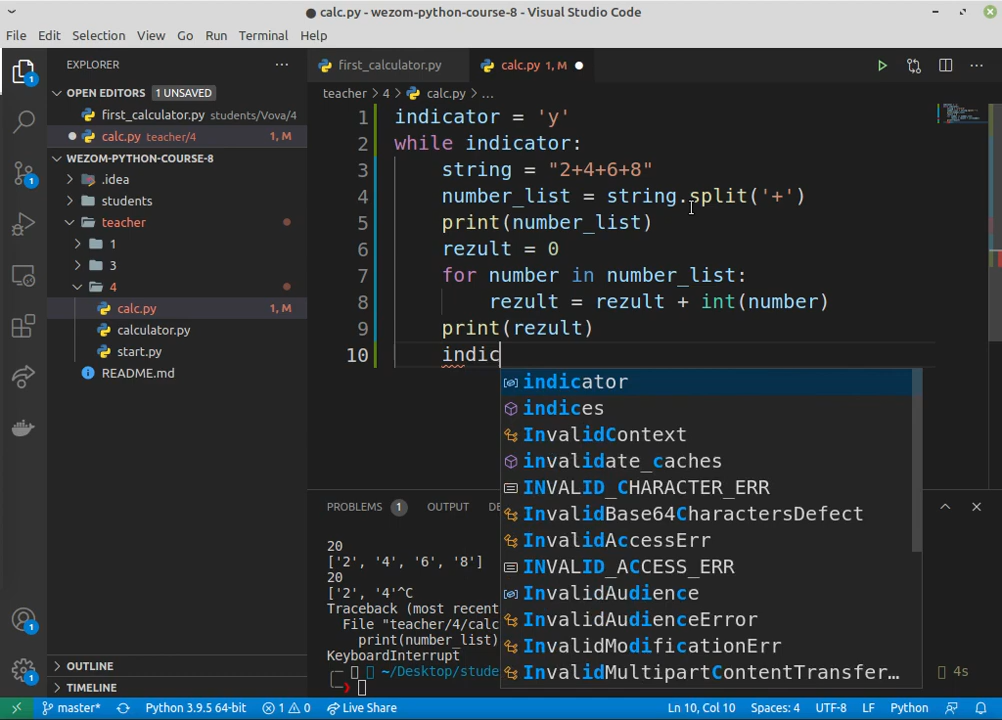 calc.py - wezom-python-course-8 - Visual Studio Code
File Edit Selection View Go Run Terminal Help
EXPLORER
OPEN EDITORS 1 UNSAVED
first_calculator.py students/Vova/4
calc.py teacher/4 1, M
WEZOM-PYTHON-COURSE-8
.idea
students
teacher
1
3
4
calc.py 1, M
calculator.py
start.py
README.md
OUTLINE
TIMELINE
first_calculator.py calc.py 1, M
teacher > 4 > calc.py > ...
1 indicator = 'y'
2 while indicator:
3 string = "2+4+6+8"
4 number_list = string.split('+')
5 print(number_list)
6 rezult = 0
7 for number in number_list:
8 rezult = rezult + int(number)
9 print(rezult)
10 indic
indicator
indices
InvalidContext
invalidate_caches
INVALID_CHARACTER_ERR
InvalidBase64CharactersDefect
InvalidAccessErr
INVALID_ACCESS_ERR
InvalidAudience
InvalidAudienceError
InvalidModificationErr
InvalidMultipartContentTransfer…
PROBLEMS 1 OUTPUT DE
20
['2', '4', '6', '8']
20
['2', '4'^C
Traceback (most recent
File "teacher/4/calc
print(number_list)
KeyboardInterrupt
~/Desktop/stude
4s
1
1
1
1
master* Python 3.9.5 64-bit 1 0 Live Share Ln 10, Col 10 Spaces: 4 UTF-8 LF Python